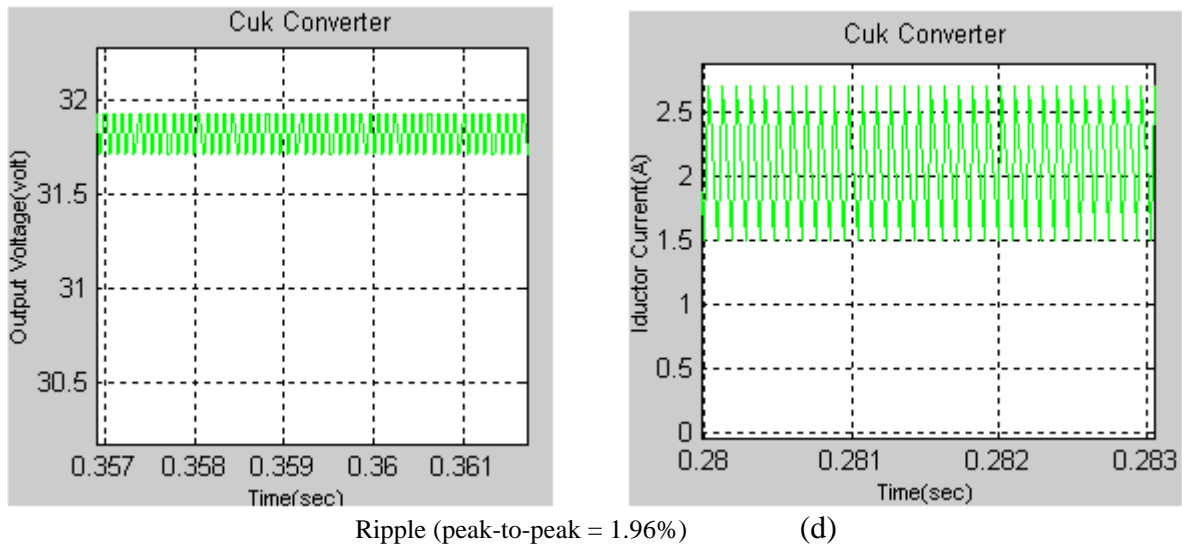 Cuk Converter
Output Voltage(volt)
32
31.5
31
30.5
0.357 0.358 0.359 0.36 0.361
Time(sec)
Cuk Converter
Iductor Current(A)
2.5
2
1.5
1
0.5
0
0.28 0.281 0.282 0.283
Time(sec)
Ripple (peak-to-peak = 1.96%) (d)